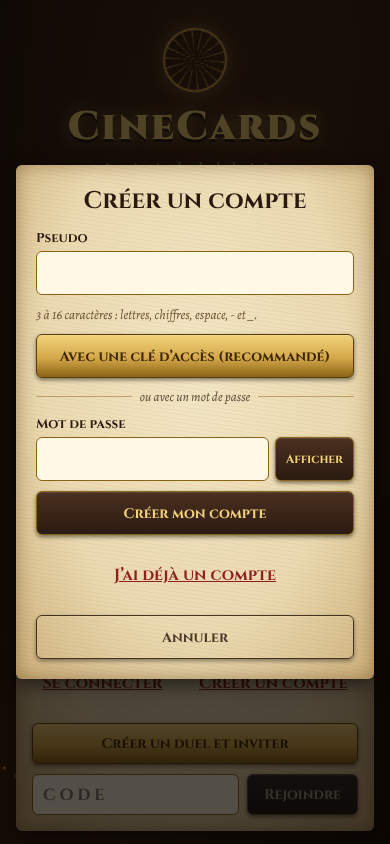 CineCards
Créer un compte
Pseudo
3 à 16 caractères : lettres, chiffres, espace, - et _.
Avec une clé d'accès (recommandé)
ou avec un mot de passe
Mot de passe
Afficher
Créer mon compte
J'ai déjà un compte
Annuler
Se connecter Créer un compte
Créer un duel et inviter
CODE Rejoindre